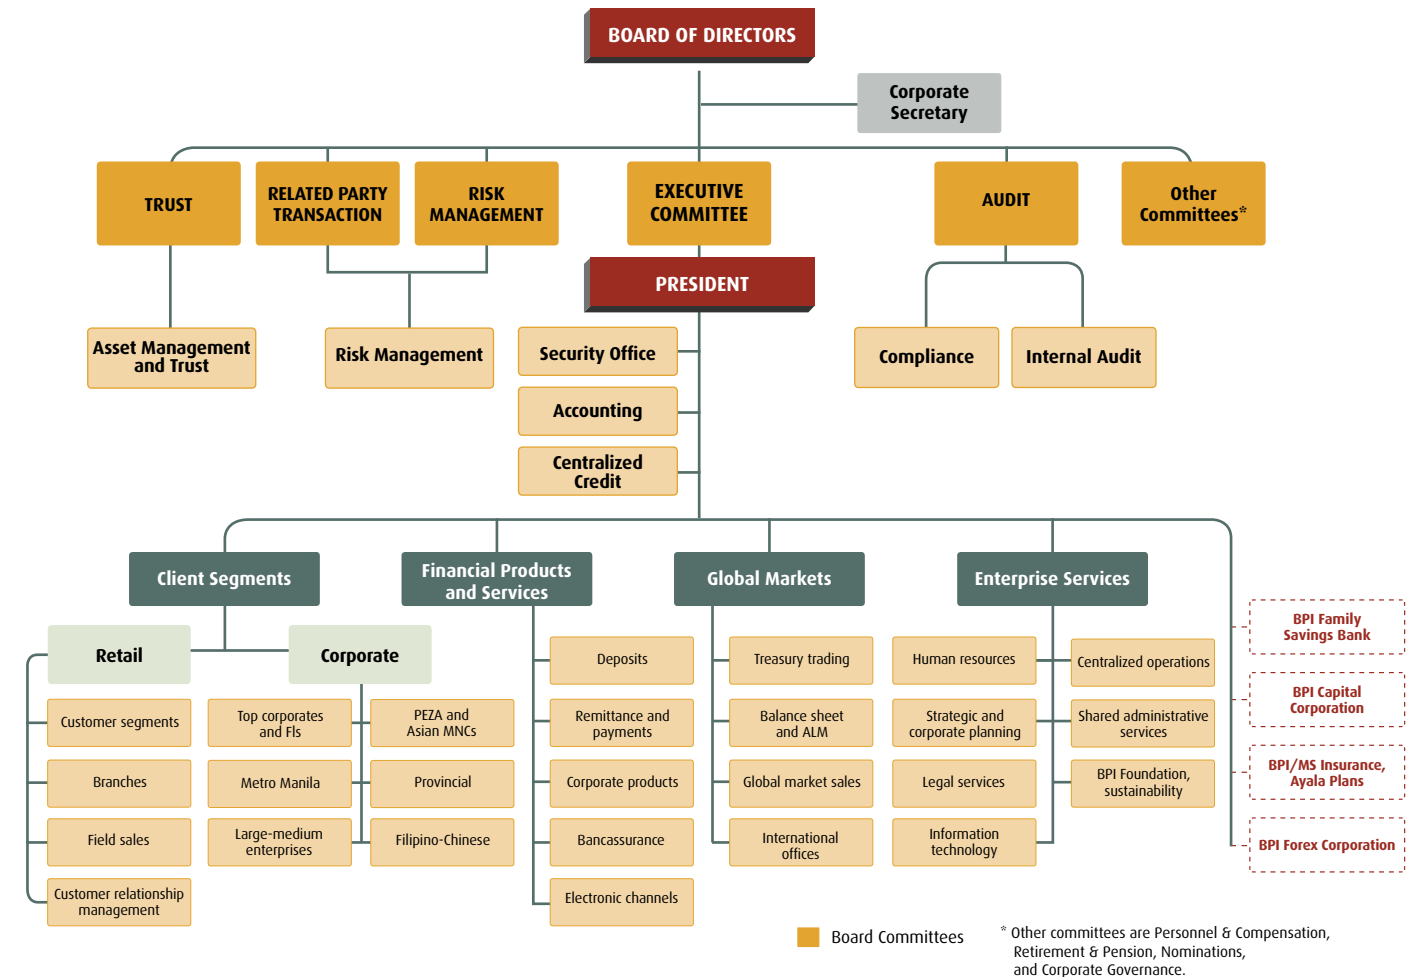 BOARD OF DIRECTORS
Corporate
Secretary
TRUST
RELATED PARTY
TRANSACTION
RISK
MANAGEMENT
EXECUTIVE
COMMITTEE
AUDIT
Other
Committees*
PRESIDENT
Asset Management
and Trust
Risk Management
Security Office
Compliance
Internal Audit
Accounting
Centralized
Credit
Client Segments
Financial Products
and Services
Global Markets
Enterprise Services
Retail
Corporate
Customer segments
Branches
Field sales
Customer relationship
management
Top corporates
and FIs
Metro Manila
Large-medium
enterprises
PEZA and
Asian MNCs
Provincial
Filipino-Chinese
Deposits
Remittance and
payments
Corporate products
Bancassurance
Electronic channels
Treasury trading
Balance sheet
and ALM
Global market sales
International
offices
Human resources
Strategic and
corporate planning
Legal services
Information
technology
Centralized operations
Shared administrative
services
BPI Foundation,
sustainability
BPI Family
Savings Bank
BPI Capital
Corporation
BPI/MS Insurance,
Ayala Plans
BPI Forex Corporation
Board Committees
* Other committees are Personnel & Compensation,
Retirement & Pension, Nominations,
and Corporate Governance.